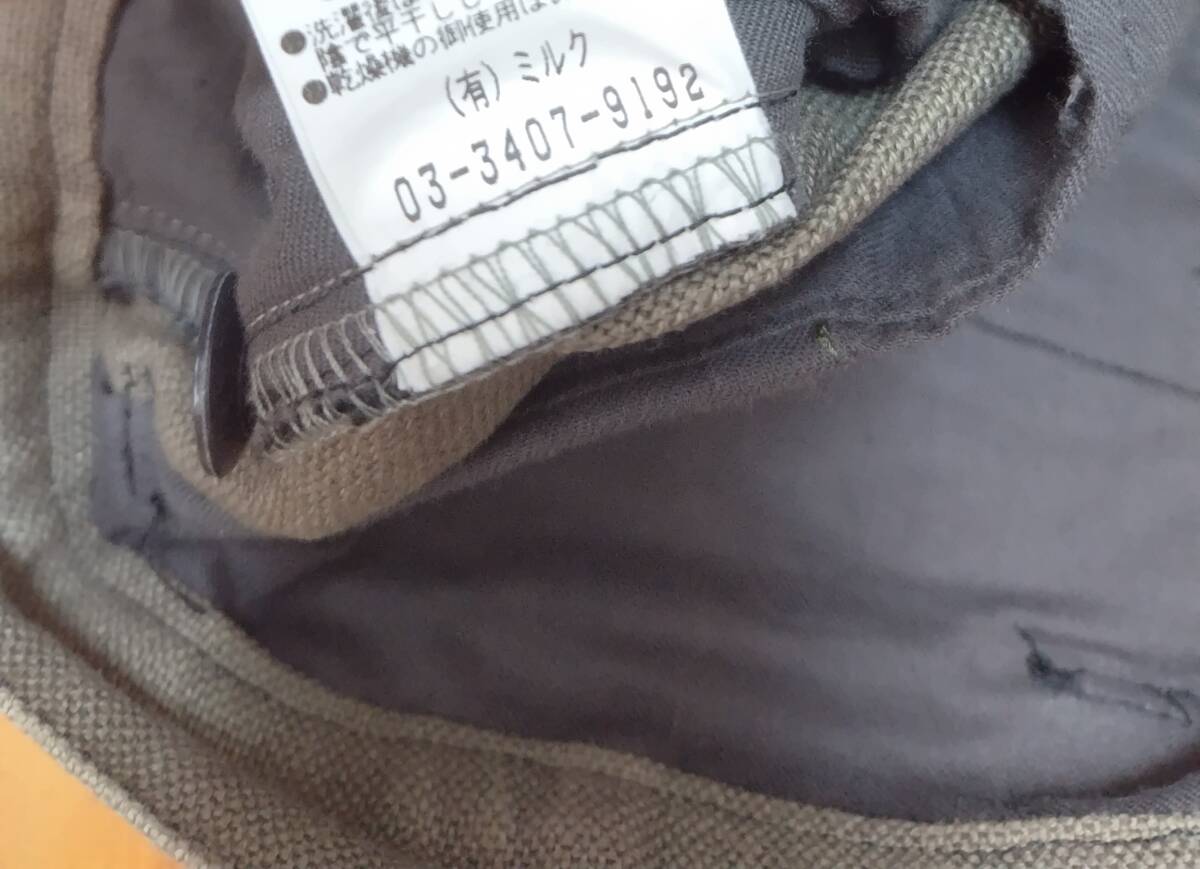 ●洗濯後は
陰で平干し
●乾燥機の御使用は
(有)ミルク
03-3407-9192